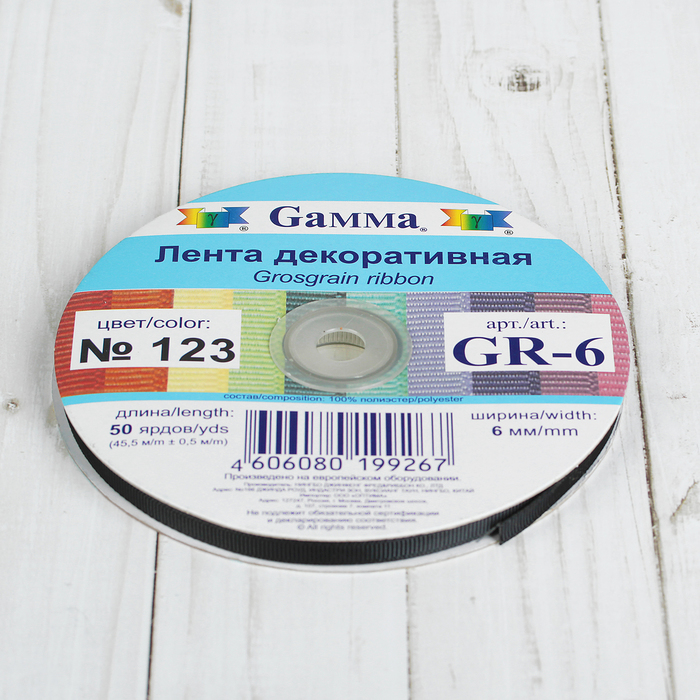 γ ® Gamma ® γ ®
Лента декоративная
Grosgrain ribbon
цвет/color:
№ 123
арт./art.:
GR-6
состав/composition: 100% полиэстер/polyester
длина/length:
50 ярдов/yds
(45,5 м/m ± 0,5 м/m)
ширина/width:
6 мм/mm
4 606080 199267
Произведено на европейском оборудовании.
Не подлежит обязательной сертификации
и декларированию соответствия.
© All rights reserved.